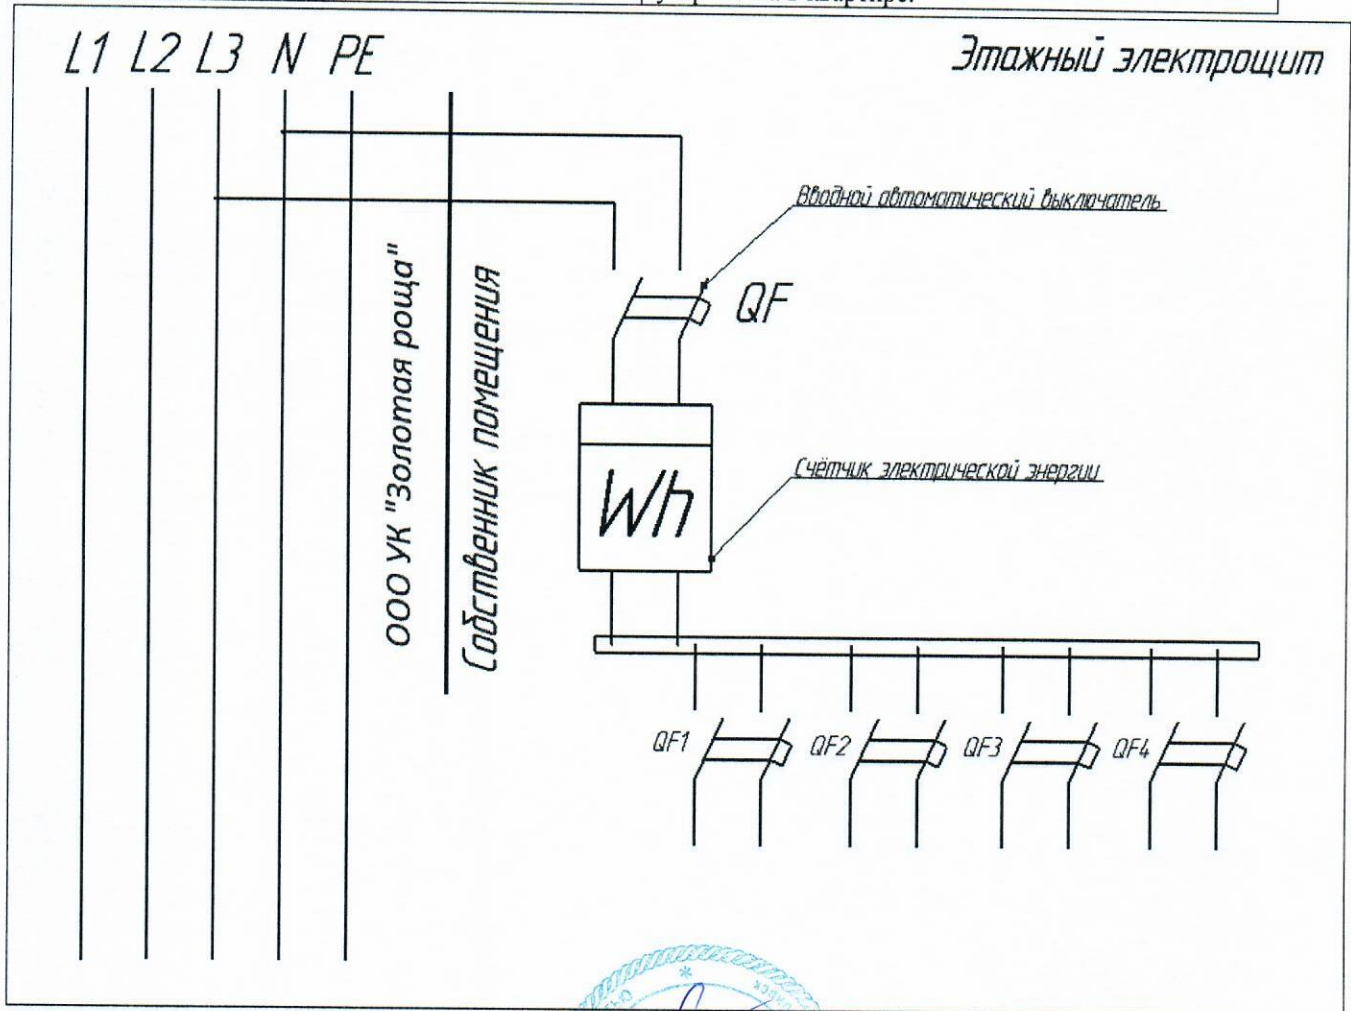 L1 L2 L3 N PE
Этажный электрощит
Вводной автоматический выключатель
QF
ООО УК "Золотая роща"
Собственник помещения
Счётчик электрической энергии
Wh
QF1 QF2 QF3 QF4